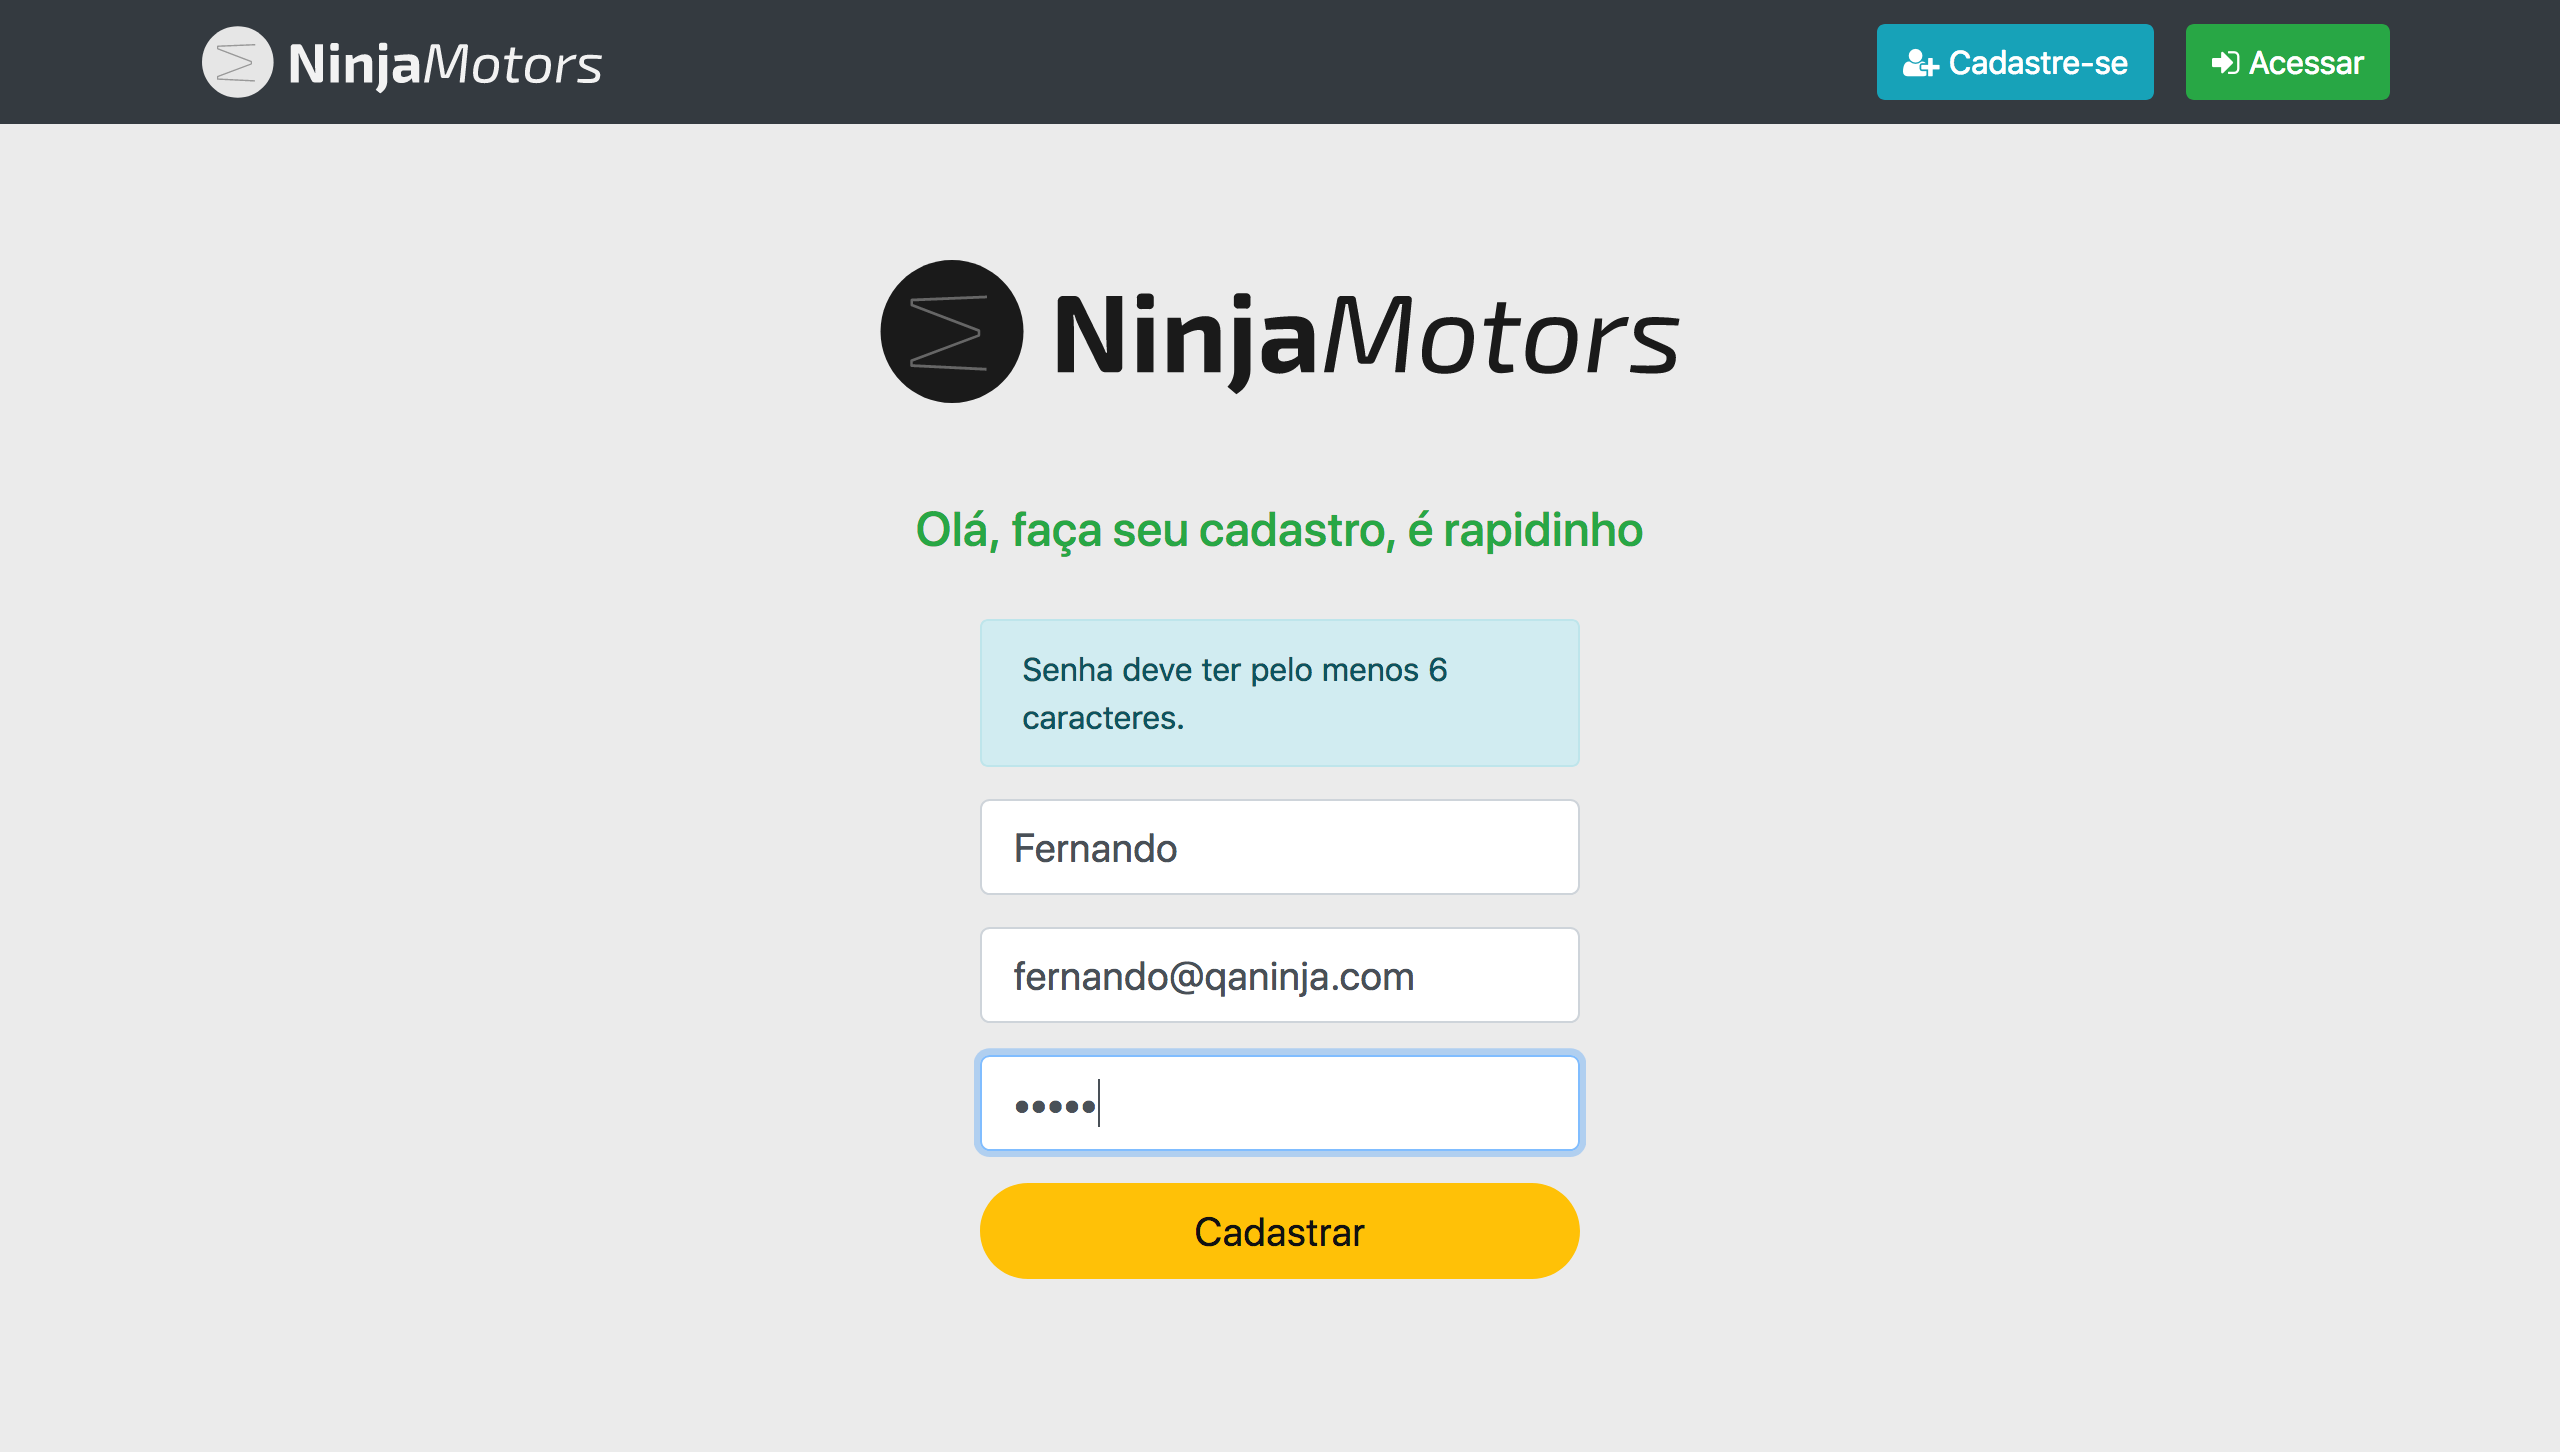 NinjaMotors
Cadastre-se
Acessar
NinjaMotors
Olá, faça seu cadastro, é rapidinho
Senha deve ter pelo menos 6
caracteres.
Fernando
fernando@qaninja.com
•••••
Cadastrar